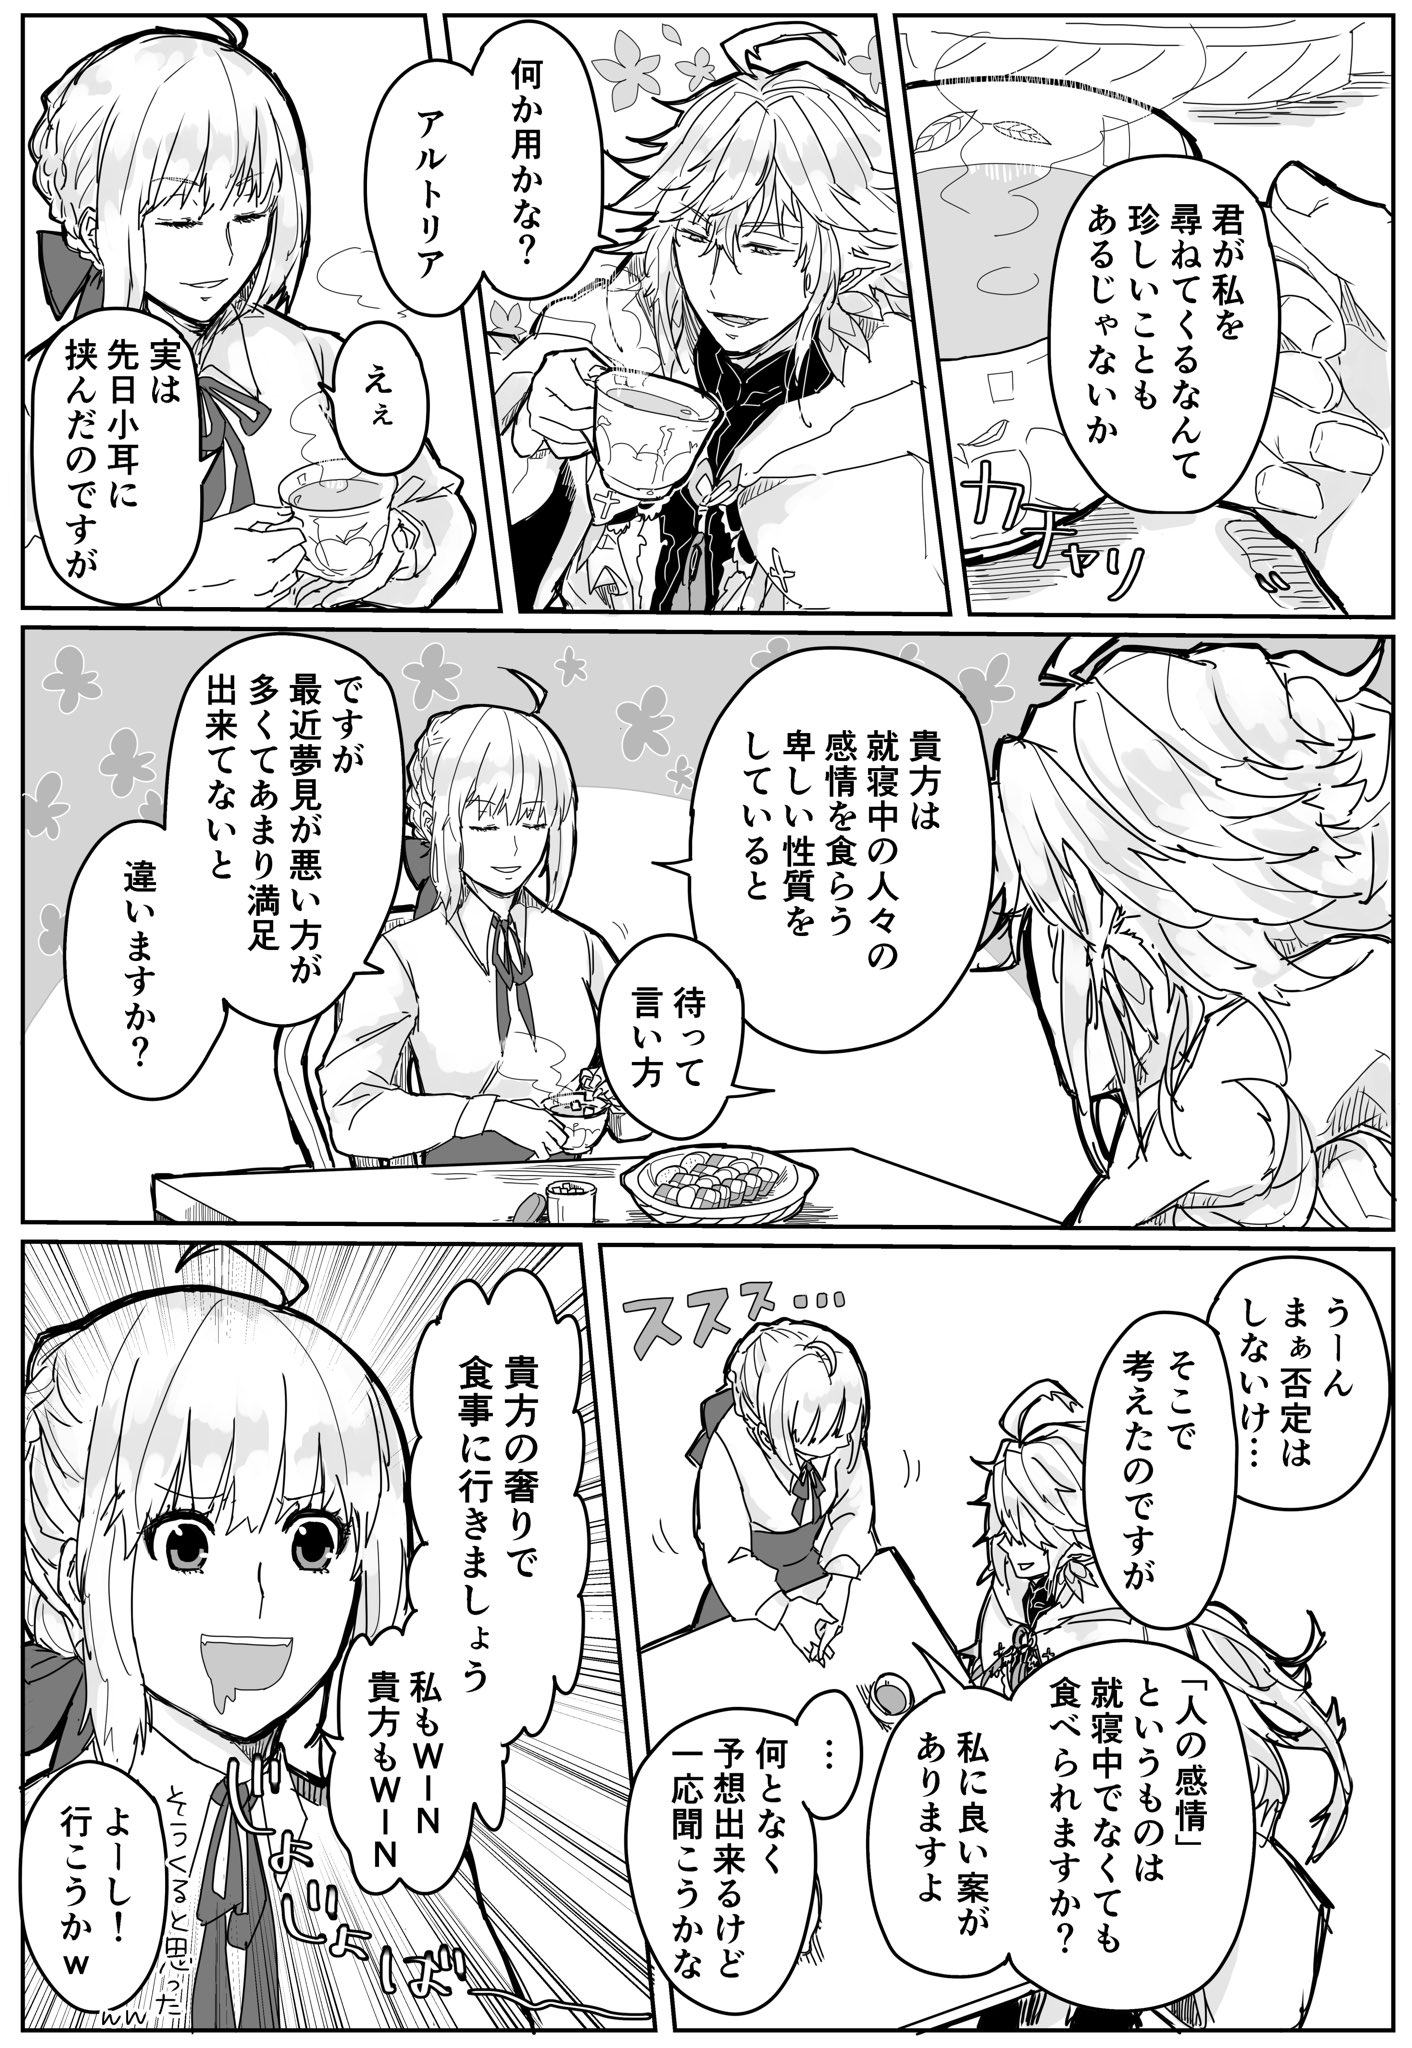 君が私を
尋ねてくるなんて
珍しいことも
あるじゃないか
カチャリ
何か用かな?
アルトリア
えぇ
実は
先日小耳に
挟んだのですが
貴方は
就寝中の人々の
感情を食らう
卑しい性質を
していると
待って
言い方
ですが
最近夢見が悪い方が
多くてあまり満足
出来てないと
違いますか?
うーん
まぁ否定は
しないけ…
そこで
考えたのですが
ススス…
「人の感情」
というものは
就寝中でなくても
食べられますか?
私に良い案が
ありますよ
…
何となく
予想出来るけど
一応聞こうかな
貴方の奢りで
食事に行きましょう
私もWIN
貴方もWIN
じょじょばー
そうくると思った
ww
よーし!
行こうかw